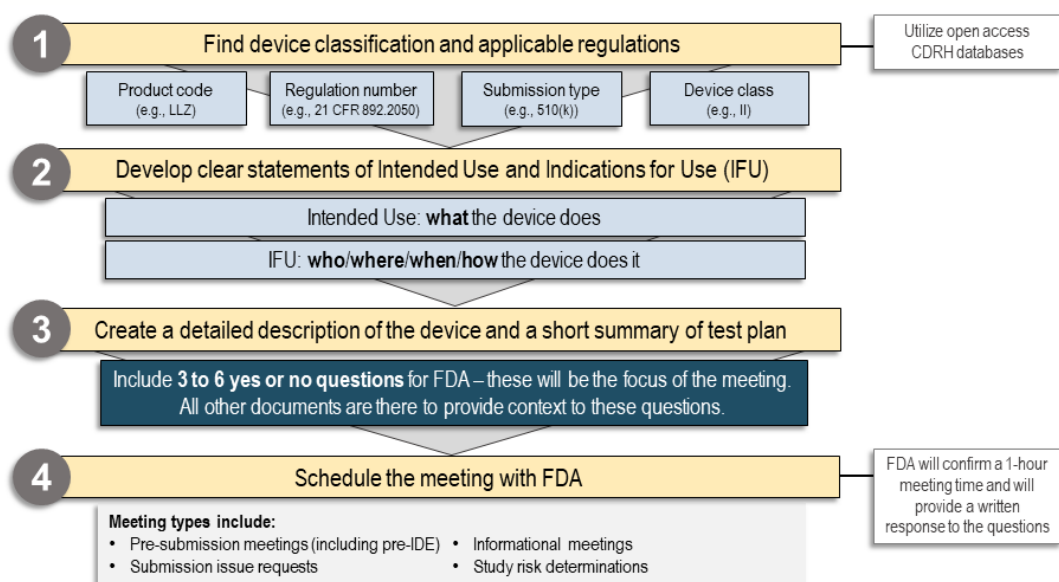 1
Find device classification and applicable regulations
Utilize open access
CDRH databases
Product code
(e.g., LLZ)
Regulation number
(e.g., 21 CFR 892.2050)
Submission type
(e.g., 510(k))
Device class
(e.g., II)
2
Develop clear statements of Intended Use and Indications for Use (IFU)
Intended Use: what the device does
IFU: who/where/when/how the device does it
3
Create a detailed description of the device and a short summary of test plan
Include 3 to 6 yes or no questions for FDA – these will be the focus of the meeting.
All other documents are there to provide context to these questions.
4
Schedule the meeting with FDA
FDA will confirm a 1-hour
meeting time and will
provide a written
response to the questions
Meeting types include:
• Pre-submission meetings (including pre-IDE)
• Submission issue requests
• Informational meetings
• Study risk determinations